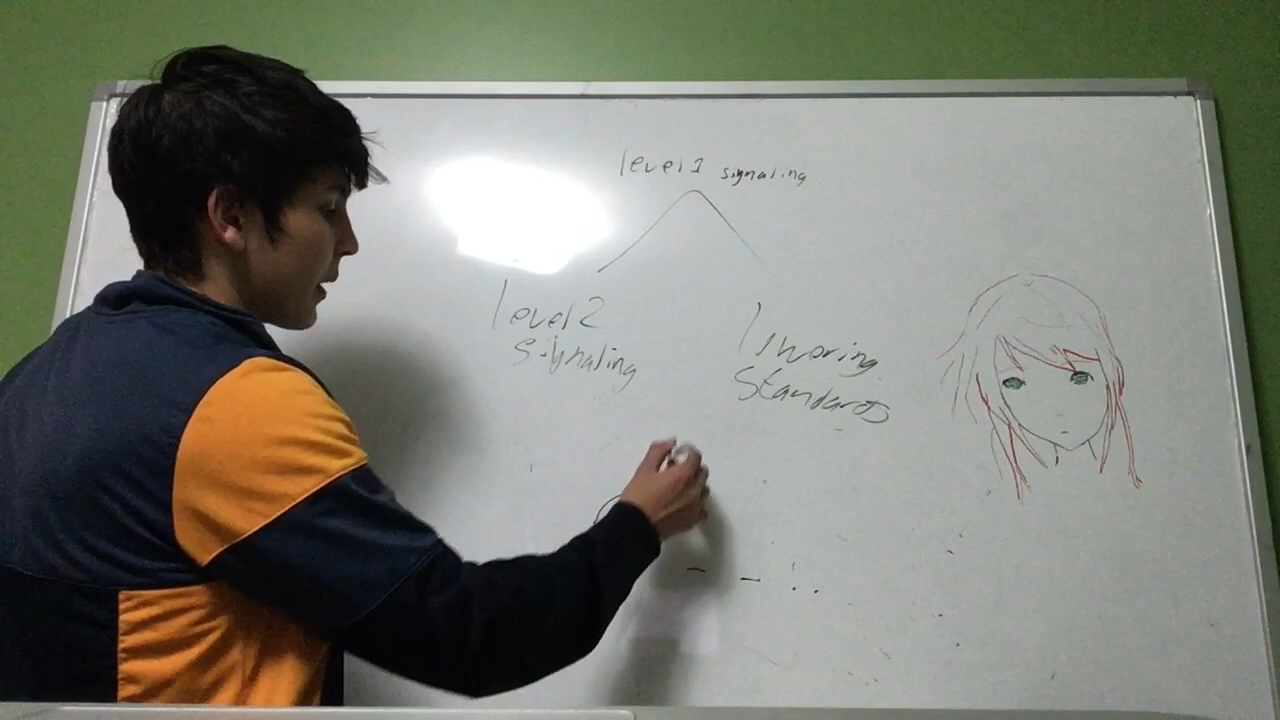 level 1 signaling
level 2
signaling
Ignoring
Standards